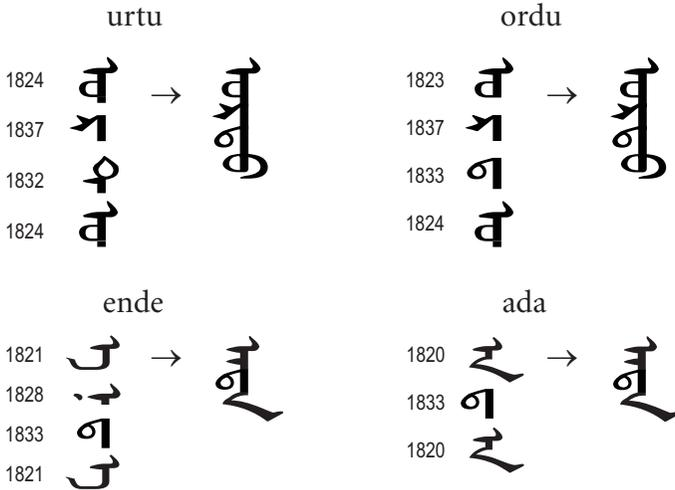 urtu
1824 ᠤ → ᠤᠷᠲᠤ
1837 ᠷ
1832 ᠲ
1824 ᠤ
ordu
1823 ᠣ → ᠣᠷᠳᠤ
1837 ᠷ
1833 ᠳ
1824 ᠤ
ende
1821 ᠡ → ᠡᠨᠳᠡ
1828 ᠨ
1833 ᠳ
1821 ᠡ
ada
1820 ᠠ → ᠠᠳᠠ
1833 ᠳ
1820 ᠠ